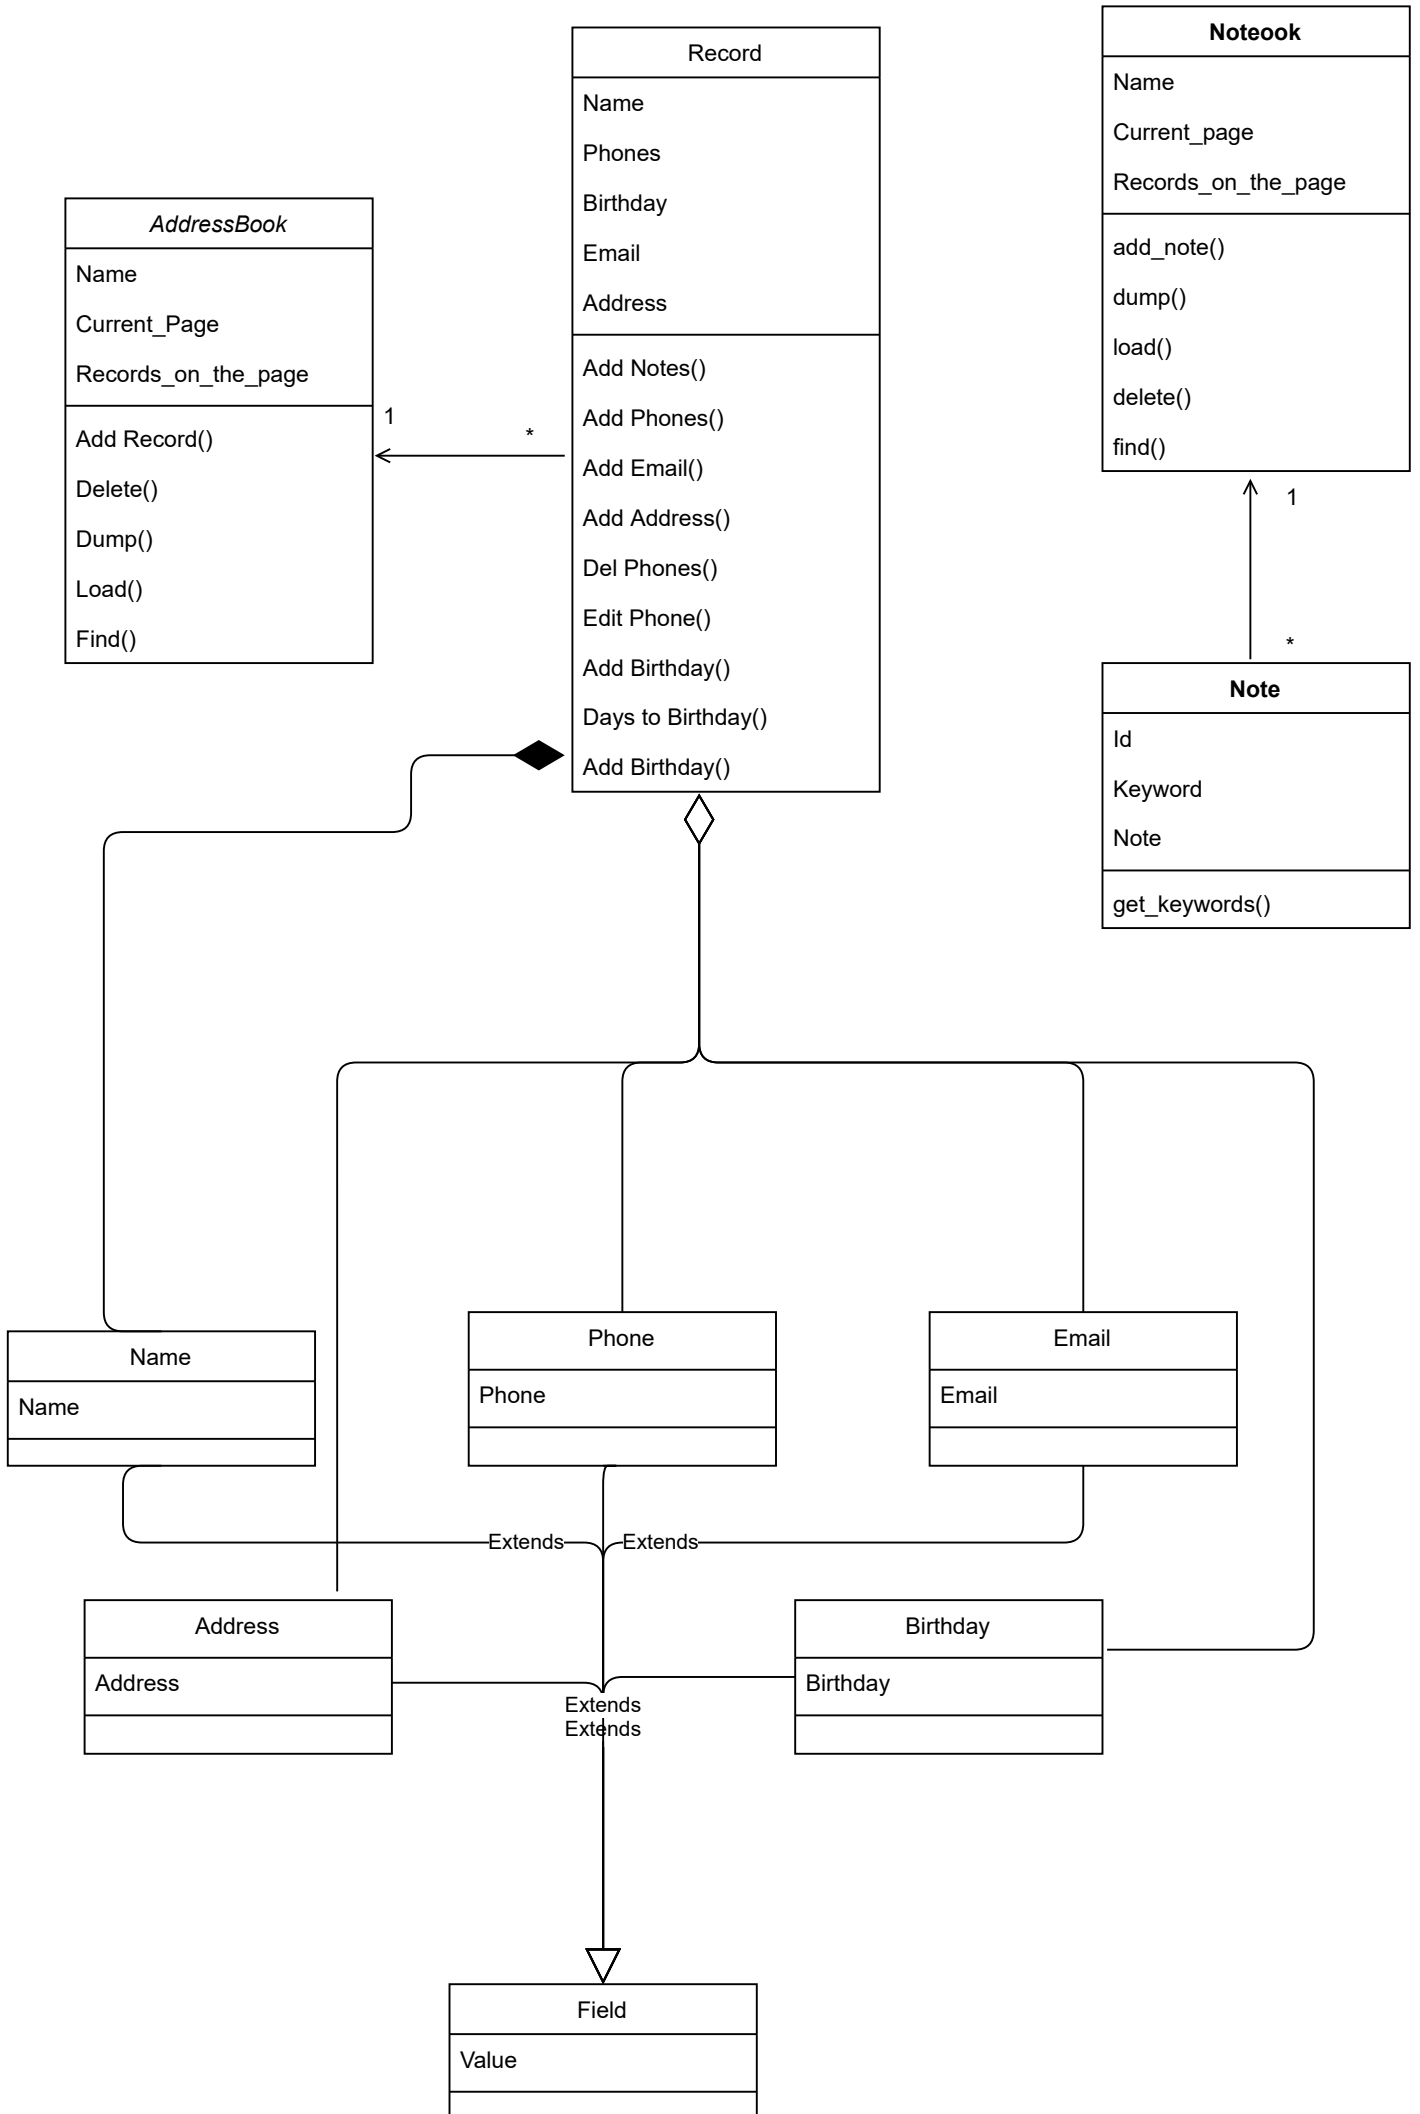 Record
Name
Phones
Birthday
Email
Address
Add Notes()
Add Phones()
Add Email()
Add Address()
Del Phones()
Edit Phone()
Add Birthday()
Days to Birthday()
Add Birthday()
Noteook
Name
Current_page
Records_on_the_page
add_note()
dump()
load()
delete()
find()
AddressBook
Name
Current_Page
Records_on_the_page
Add Record()
Delete()
Dump()
Load()
Find()
1
*
1
*
Note
Id
Keyword
Note
get_keywords()
Name
Name
Phone
Phone
Email
Email
Extends
Extends
Address
Address
Birthday
Birthday
Extends
Extends
Field
Value